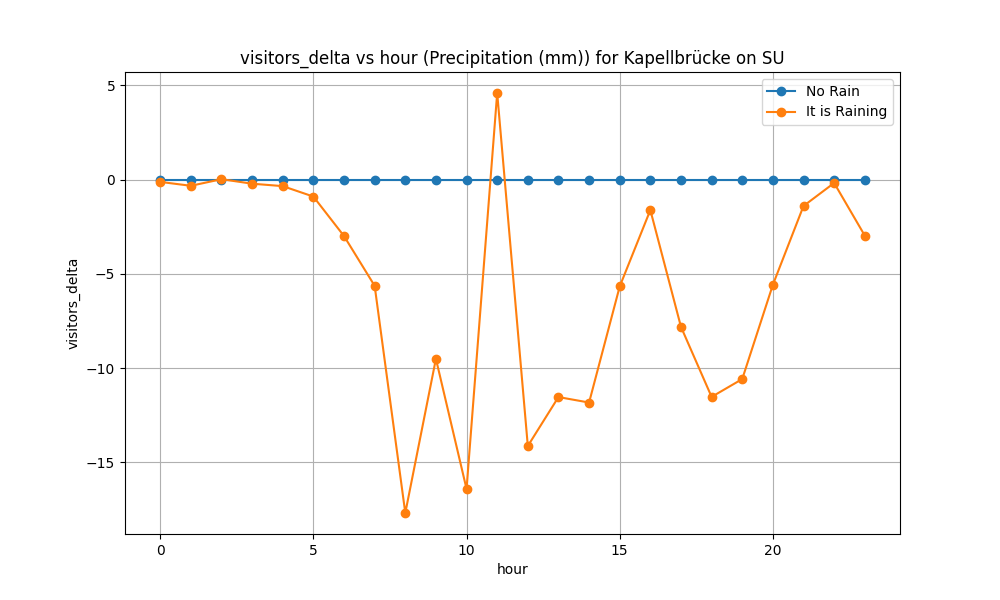 visitors_delta vs hour (Precipitation (mm)) for Kapellbrücke on SU
No Rain
It is Raining
5
0
−5
−10
−15
visitors_delta
0 5 10 15 20
hour